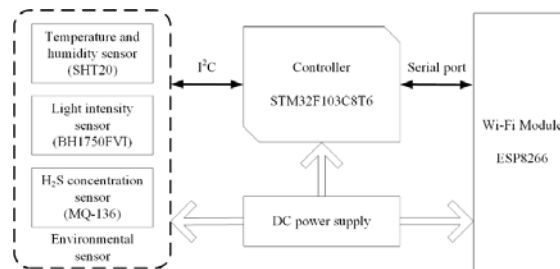 Temperature and
humidity sensor
(SHT20)
Light intensity
sensor
(BH1750FVI)
H₂S concentration
sensor
(MQ-136)
Environmental
sensor
I²C
Controller
STM32F103C8T6
Serial port
Wi-Fi Module
ESP8266
DC power supply